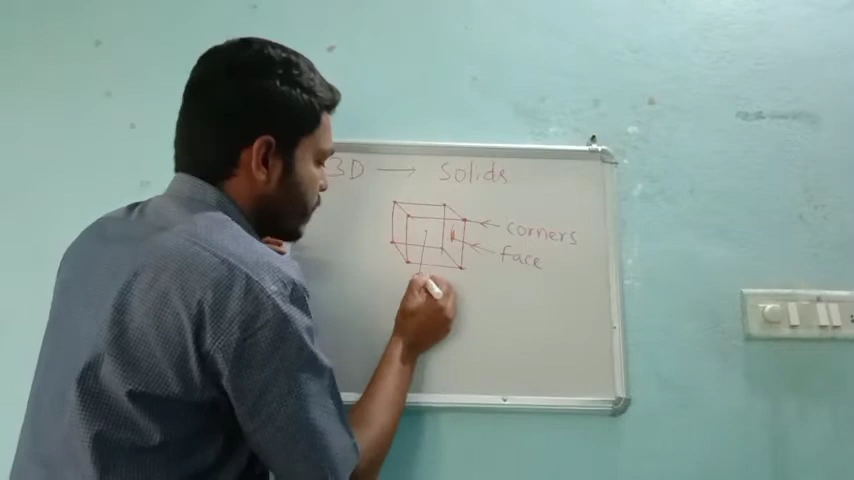 3D → Solids
corners
face